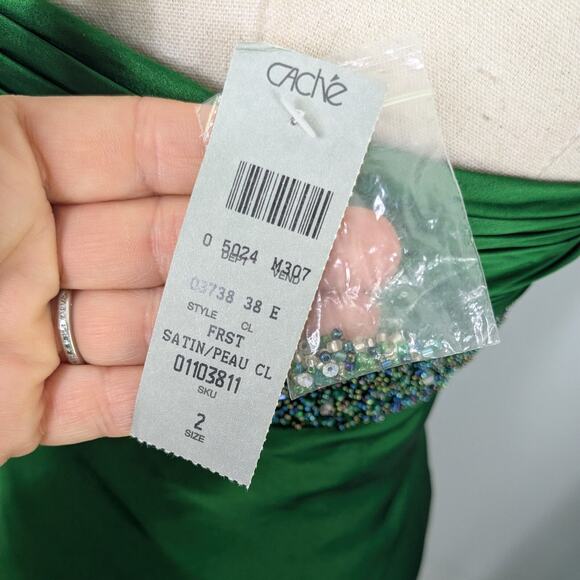 Caché
0 5024 M307
DEPT VEND
03738 38 E
STYLE CL
FRST
SATIN/PEAU CL
01103811
SKU
2
SIZE